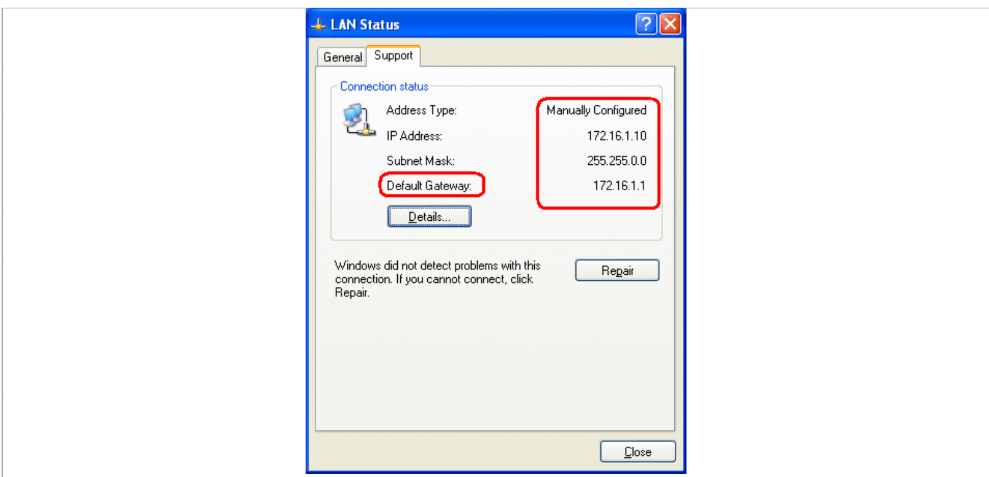 LAN Status
General Support
Connection status
Address Type: Manually Configured
IP Address: 172.16.1.10
Subnet Mask: 255.255.0.0
Default Gateway: 172.16.1.1
Details...
Windows did not detect problems with this
connection. If you cannot connect, click
Repair.
Repair
Close